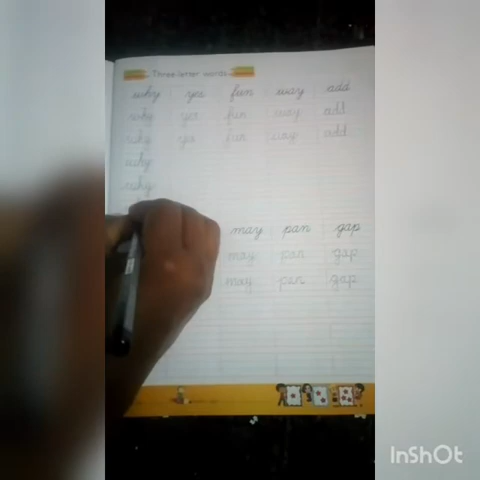 Three letter words
why yes fun way add
why yes fun way add
why yes fun way add
why
why
may pan gap
may pan gap
may pan gap
InShOt